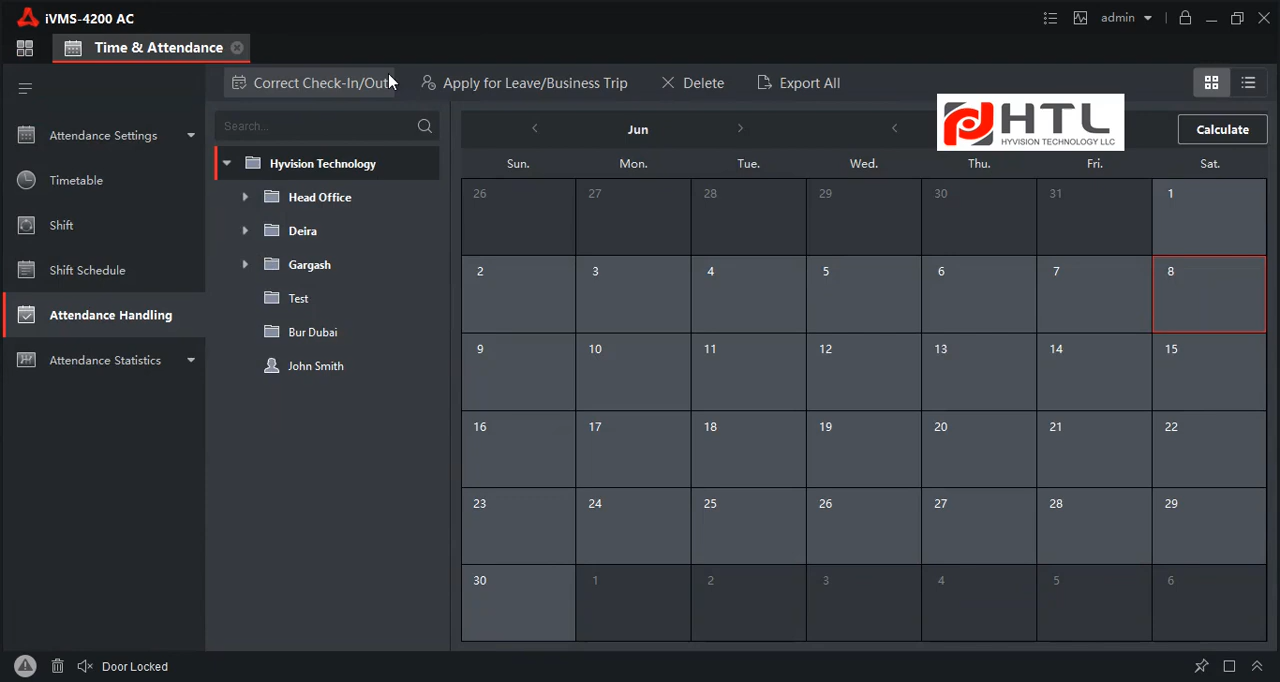 iVMS-4200 AC
admin
Time & Attendance
Correct Check-In/Out
Apply for Leave/Business Trip
Delete
Export All
Attendance Settings
Timetable
Shift
Shift Schedule
Attendance Handling
Attendance Statistics
Search...
Hyvision Technology
Head Office
Deira
Gargash
Test
Bur Dubai
John Smith
Jun
HTL
HYVISION TECHNOLOGY LLC
Calculate
Sun. Mon. Tue. Wed. Thu. Fri. Sat.
26 27 28 29 30 31 1
2 3 4 5 6 7 8
9 10 11 12 13 14 15
16 17 18 19 20 21 22
23 24 25 26 27 28 29
30 1 2 3 4 5 6
Door Locked